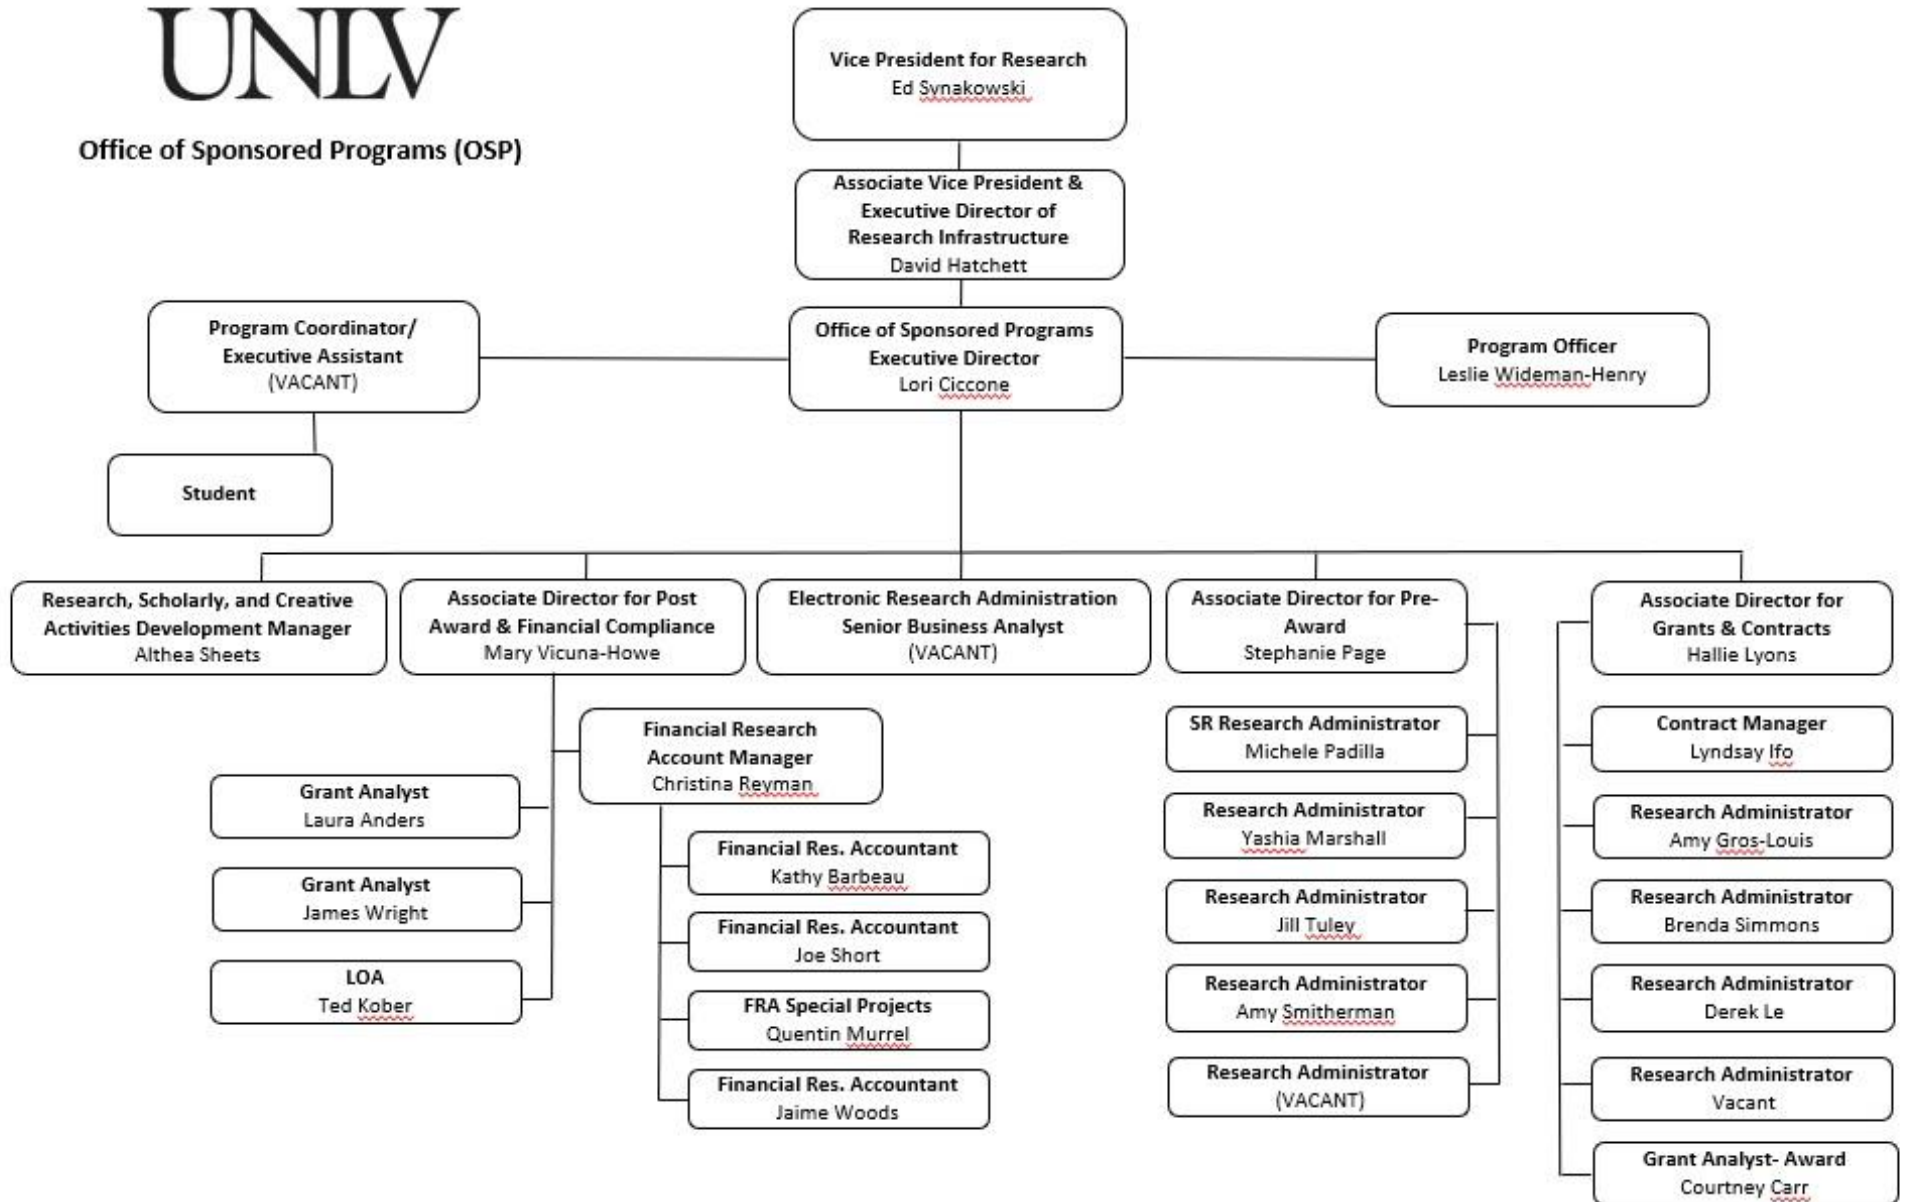 UNLV
Office of Sponsored Programs (OSP)
Vice President for Research
Ed Synakowski
Associate Vice President &
Executive Director of
Research Infrastructure
David Hatchett
Program Coordinator/
Executive Assistant
(VACANT)
Office of Sponsored Programs
Executive Director
Lori Ciccone
Program Officer
Leslie Wideman-Henry
Student
Research, Scholarly, and Creative
Activities Development Manager
Althea Sheets
Associate Director for Post
Award & Financial Compliance
Mary Vicuna-Howe
Electronic Research Administration
Senior Business Analyst
(VACANT)
Associate Director for Pre-
Award
Stephanie Page
Associate Director for
Grants & Contracts
Hallie Lyons
Financial Research
Account Manager
Christina Reyman
Grant Analyst
Laura Anders
Grant Analyst
James Wright
LOA
Ted Kober
Financial Res. Accountant
Kathy Barbeau
Financial Res. Accountant
Joe Short
FRA Special Projects
Quentin Murrel
Financial Res. Accountant
Jaime Woods
SR Research Administrator
Michele Padilla
Research Administrator
Yashia Marshall
Research Administrator
Jill Tuley
Research Administrator
Amy Smitherman
Research Administrator
(VACANT)
Contract Manager
Lyndsay Ifo
Research Administrator
Amy Gros-Louis
Research Administrator
Brenda Simmons
Research Administrator
Derek Le
Research Administrator
Vacant
Grant Analyst- Award
Courtney Carr